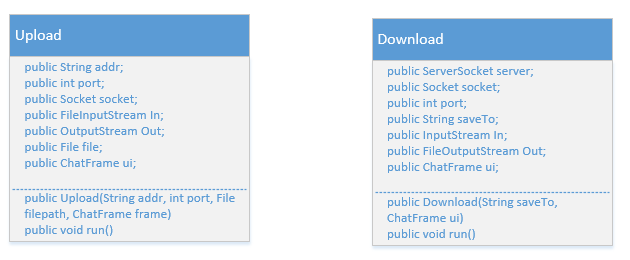 Upload
public String addr;
public int port;
public Socket socket;
public FileInputStream In;
public OutputStream Out;
public File file;
public ChatFrame ui;
public Upload(String addr, int port, File
filepath, ChatFrame frame)
public void run()
Download
public ServerSocket server;
public Socket socket;
public int port;
public String saveTo;
public InputStream In;
public FileOutputStream Out;
public ChatFrame ui;
public Download(String saveTo,
ChatFrame ui)
public void run()